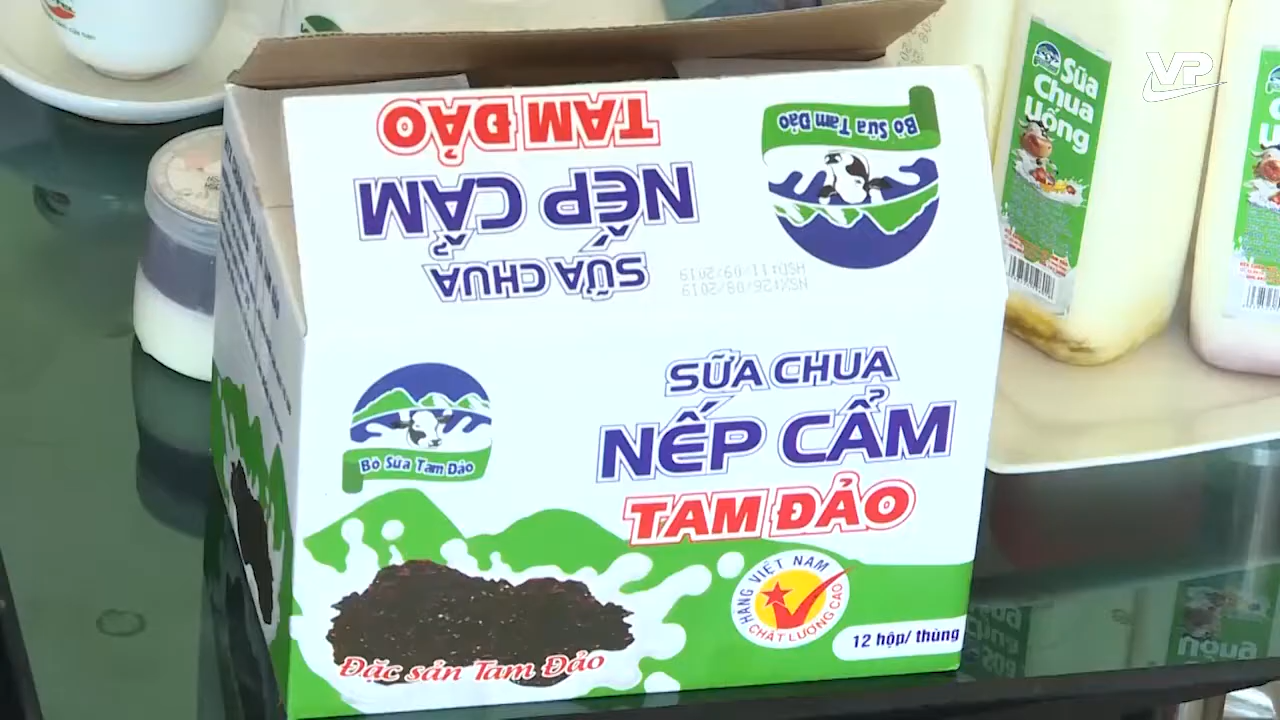 VP
TAM ĐẢO
NẾP CẨM
SỮA CHUA
Bò Sữa Tam Đảo
NSX:26/08/2019
HSD:11/09/2019
SỮA CHUA
NẾP CẨM
TAM ĐẢO
Bò Sữa Tam Đảo
HÀNG VIỆT NAM
CHẤT LƯỢNG CAO
12 hộp/ thùng
Đặc sản Tam Đảo
Sữa
Chua
Uống